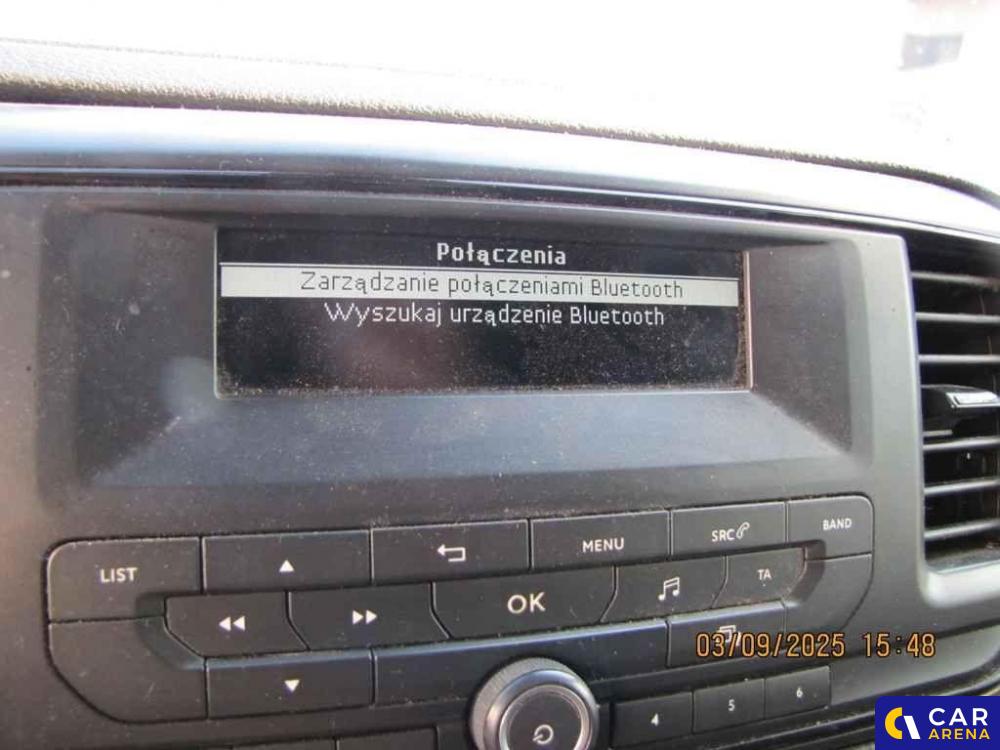 Połączenia
Zarządzanie połączeniami Bluetooth
Wyszukaj urządzenie Bluetooth
LIST
MENU
SRC
BAND
OK
TA
03/09/2025 15:48
4
5
6
CAR
ARENA